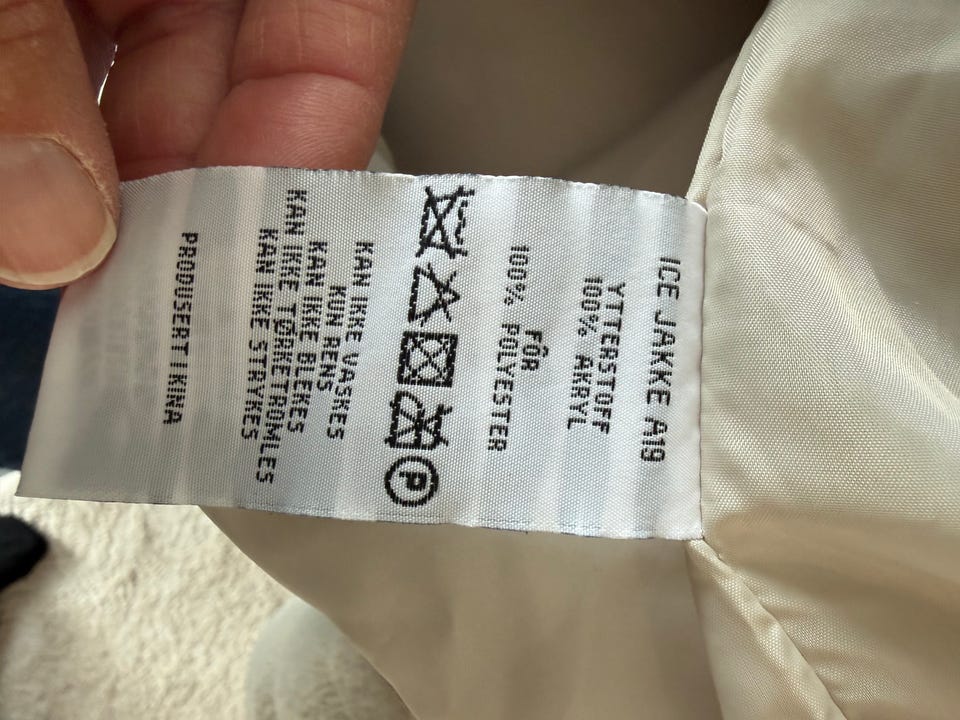 ICE JAKKE A19
YTTERSTOFF
100% AKRYL
FÔR
100% POLYESTER
P
KAN IKKE VASKES
KUN RENS
KAN IKKE BLEKES
KAN IKKE TØRKETROMLES
KAN IKKE STRYKES
PRODUSERT I KINA